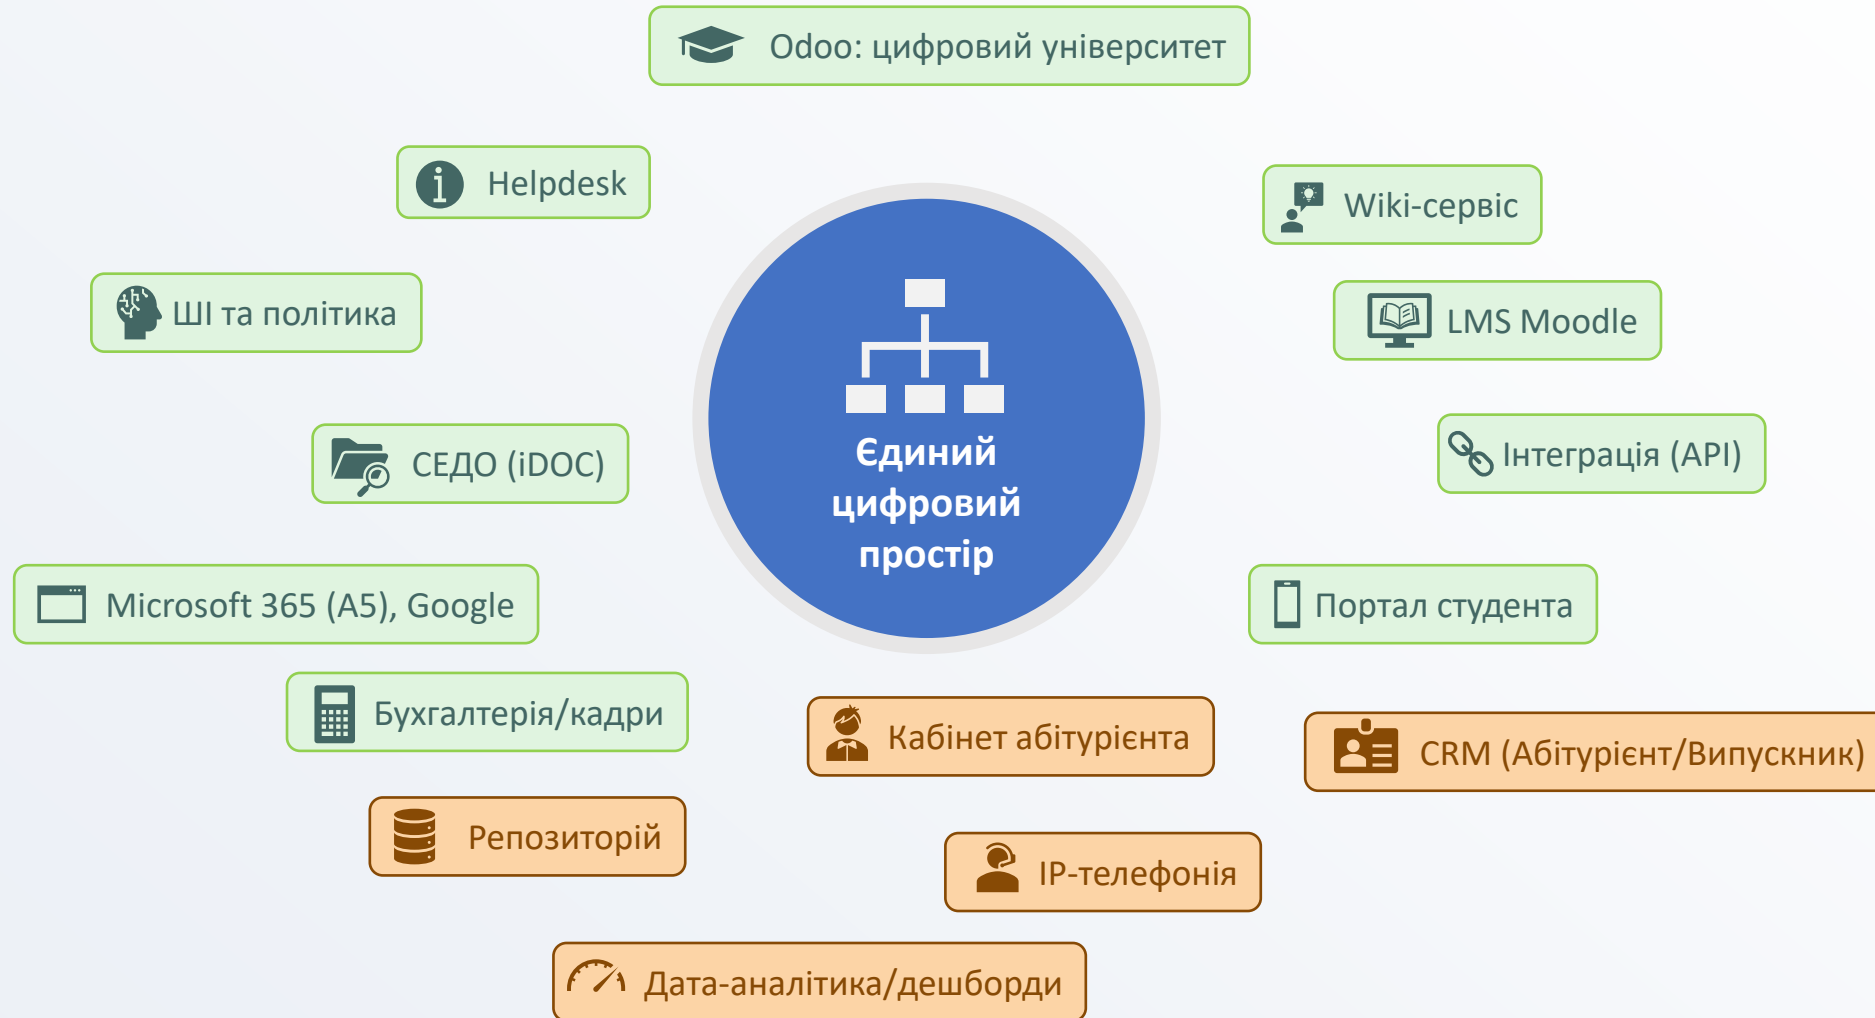 Odoo: цифровий університет
Helpdesk
Wiki-сервіс
ШІ та політика
LMS Moodle
СЕДО (iDOC)
Інтеграція (API)
Єдиний
цифровий
простір
Microsoft 365 (A5), Google
Портал студента
Бухгалтерія/кадри
Кабінет абітурієнта
CRM (Абітурієнт/Випускник)
Репозиторій
IP-телефонія
Дата-аналітика/дешборди